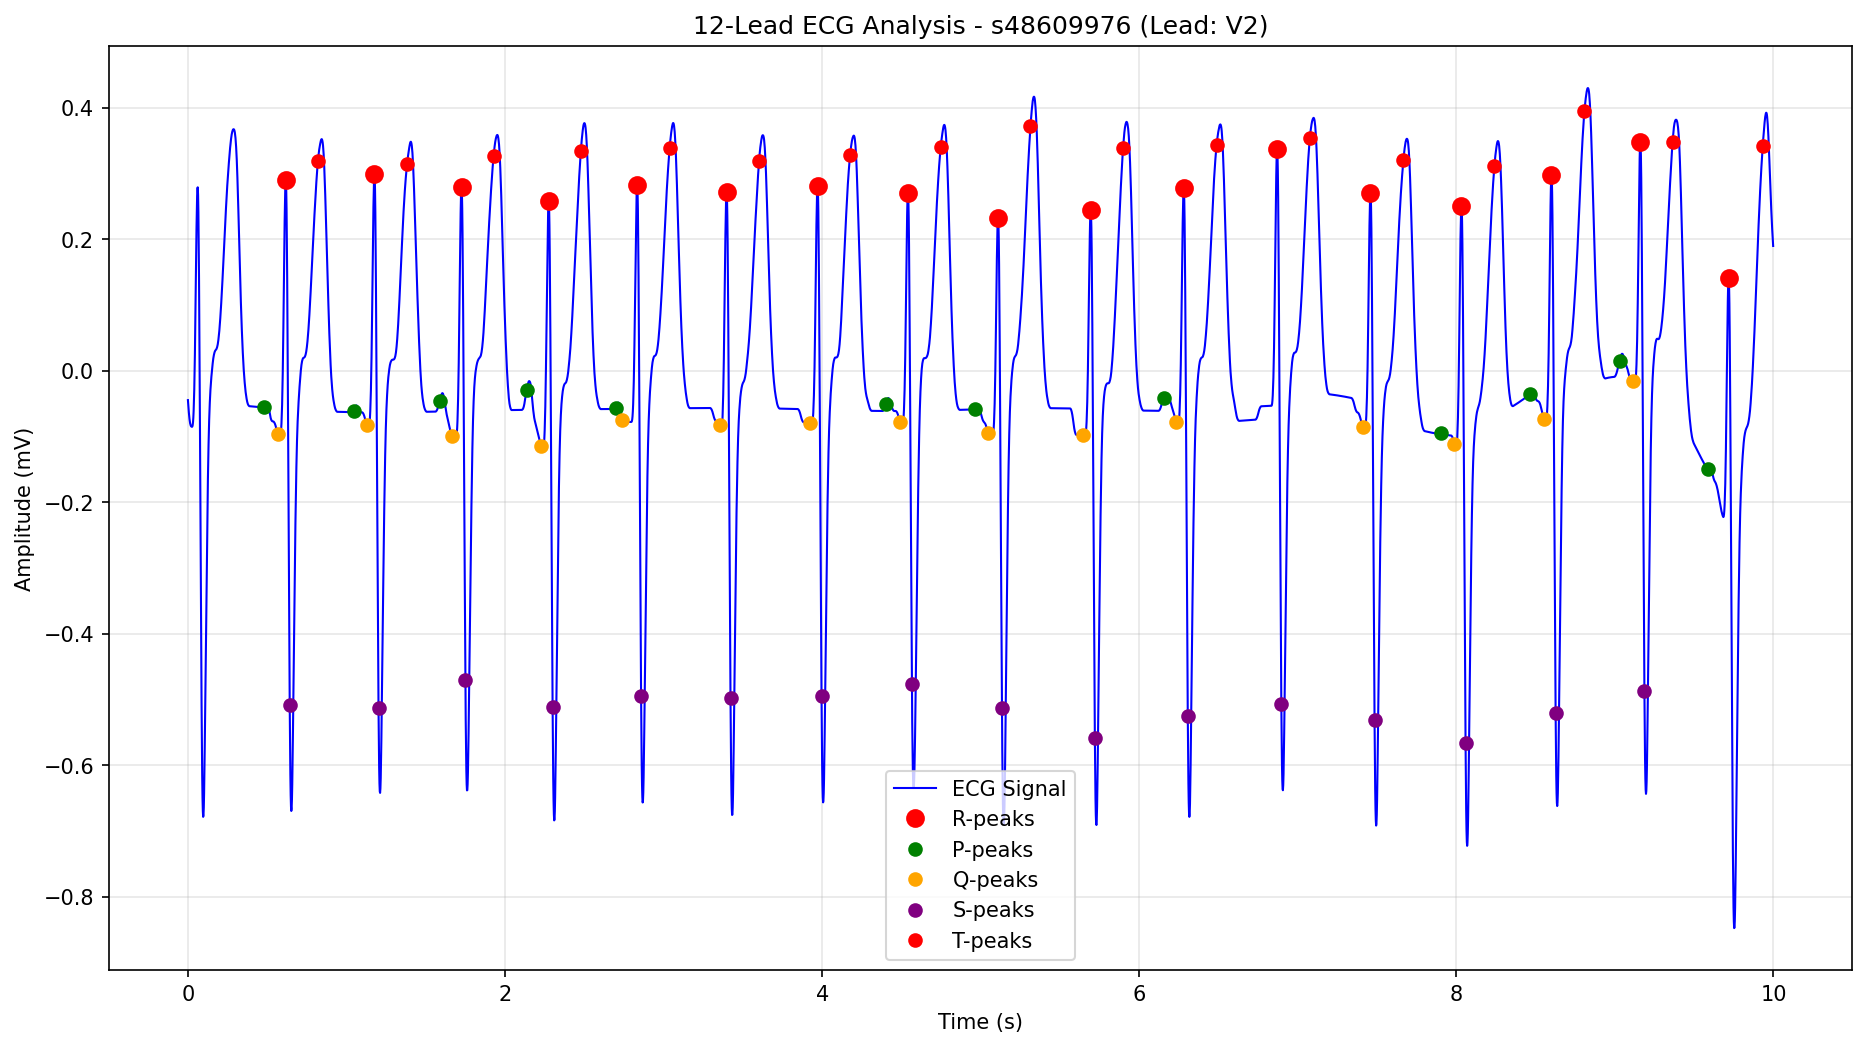 12-Lead ECG Analysis - s48609976 (Lead: V2)
Amplitude (mV)
0.4
0.2
0.0
−0.2
−0.4
−0.6
−0.8
ECG Signal
R-peaks
P-peaks
Q-peaks
S-peaks
T-peaks
0 2 4 6 8 10
Time (s)